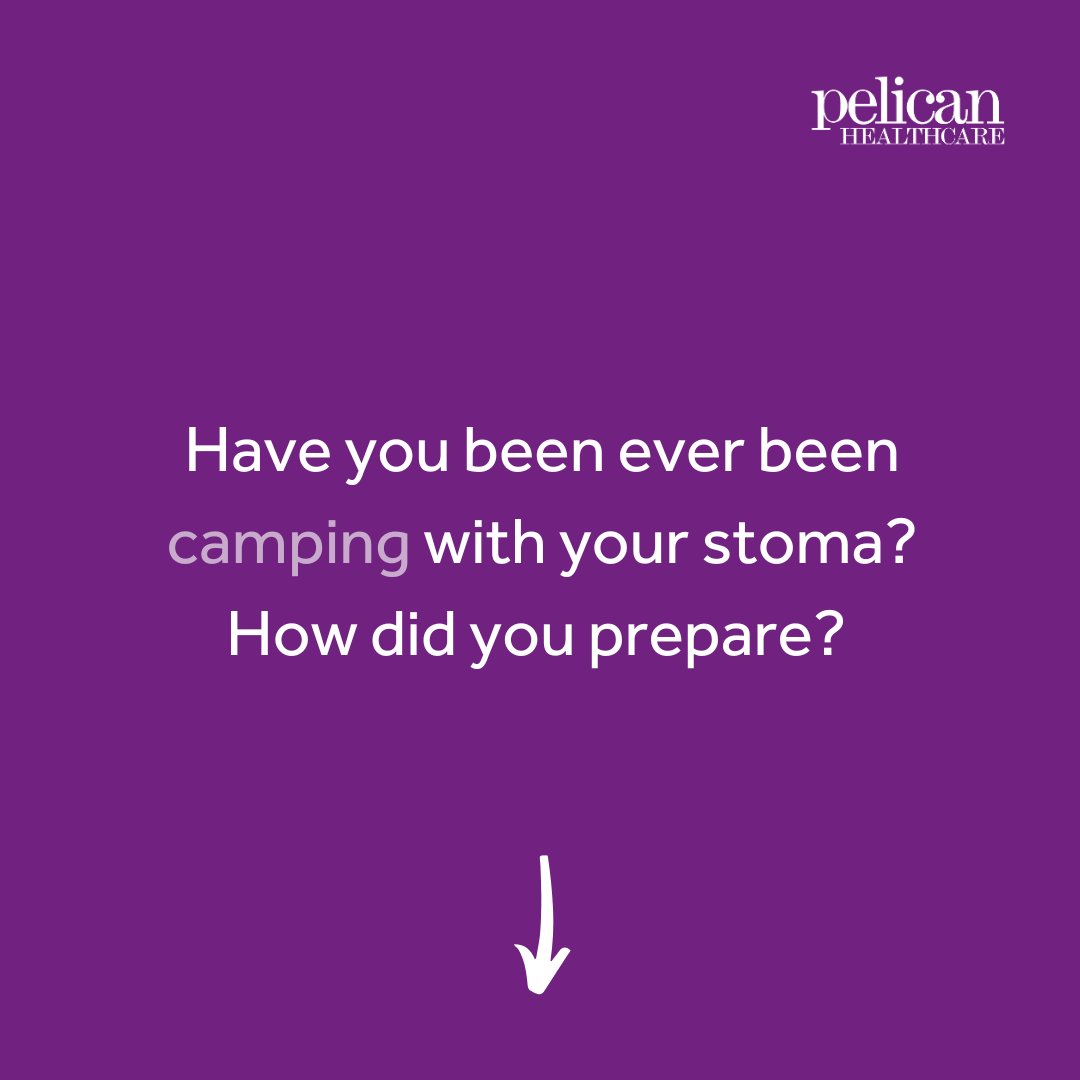 pelican
HEALTHCARE
Have you been ever been
camping with your stoma?
How did you prepare?